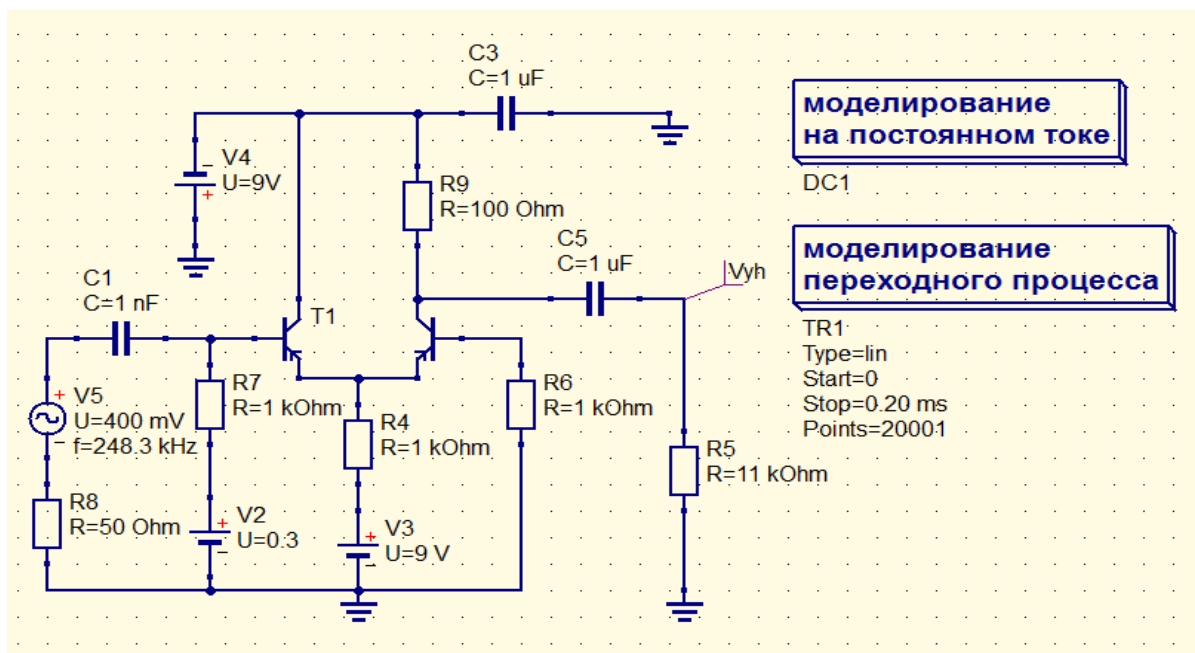 C3
C=1 uF
V4
U=9V
R9
R=100 Ohm
C5
C=1 uF
Vyh
C1
C=1 nF
T1
V5
U=400 mV
f=248.3 kHz
R7
R=1 kOhm
R4
R=1 kOhm
R6
R=1 kOhm
R8
R=50 Ohm
V2
U=0.3
V3
U=9 V
R5
R=11 kOhm
моделирование
на постоянном токе
DC1
моделирование
переходного процесса
TR1
Type=lin
Start=0
Stop=0.20 ms
Points=20001